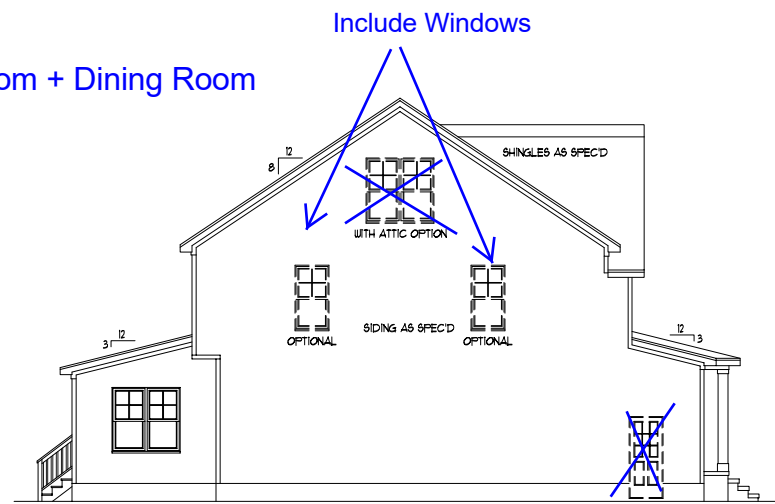 Include Windows
om + Dining Room
SHINGLES AS SPEC'D
12
8
WITH ATTIC OPTION
SIDING AS SPEC'D
OPTIONAL
OPTIONAL
12
3
12
3